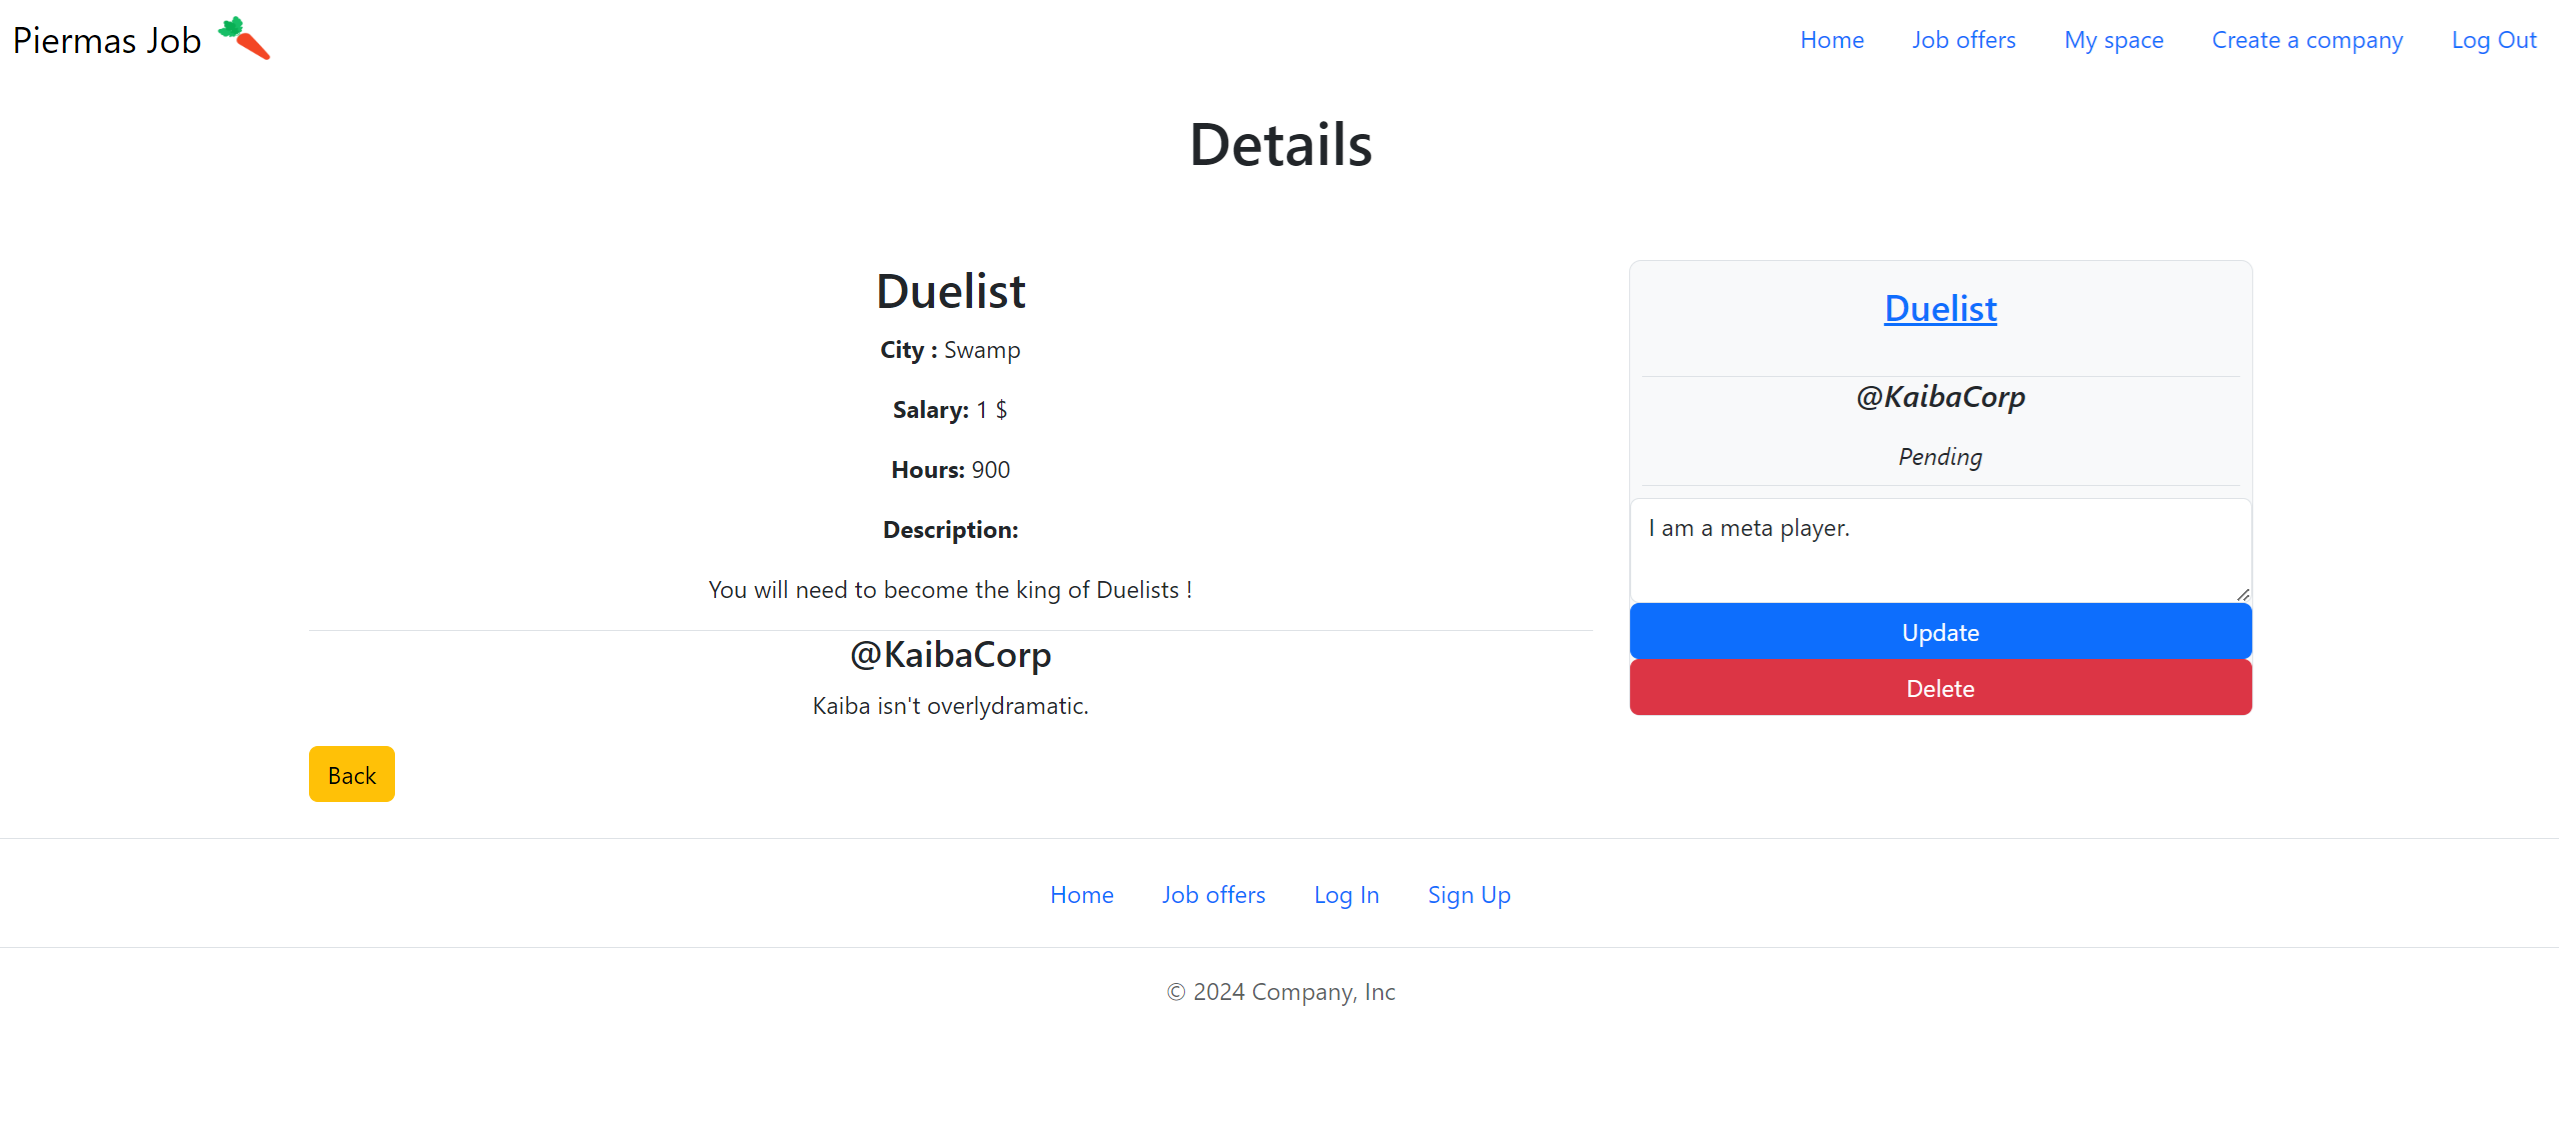 Piermas Job
Home Job offers My space Create a company Log Out
Details
Duelist
City : Swamp
Salary: 1 $
Hours: 900
Description:
You will need to become the king of Duelists !
@KaibaCorp
Kaiba isn't overlydramatic.
Back
Duelist
@KaibaCorp
Pending
I am a meta player.
Update
Delete
Home Job offers Log In Sign Up
© 2024 Company, Inc